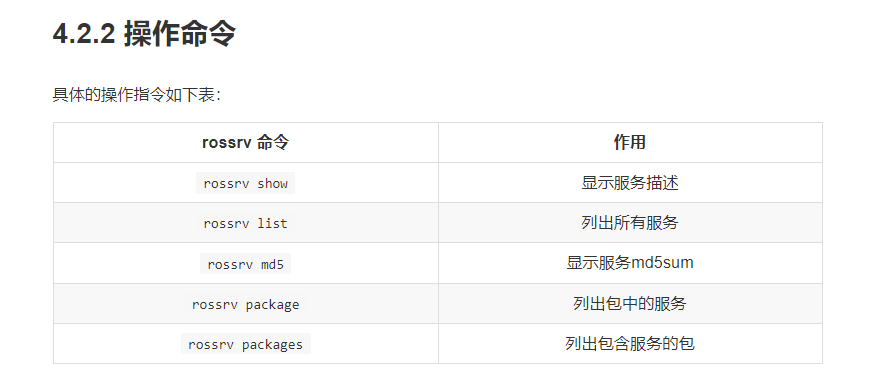 4.2.2 操作命令
具体的操作指令如下表：
rossrv 命令 作用
rossrv show 显示服务描述
rossrv list 列出所有服务
rossrv md5 显示服务md5sum
rossrv package 列出包中的服务
rossrv packages 列出包含服务的包